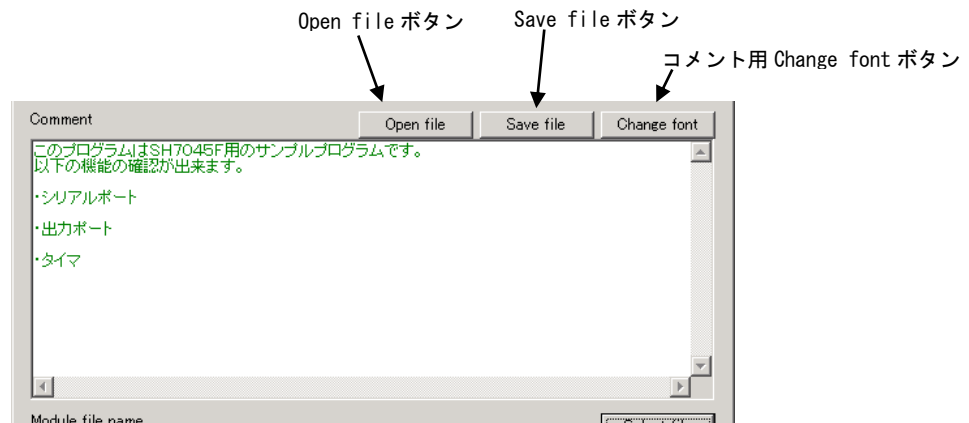 Open file ボタン Save file ボタン
コメント用 Change font ボタン
Comment Open file Save file Change font
このプログラムはSH7045F用のサンプルプログラムです。
以下の機能の確認が出来ます。
・シリアルポート
・出力ポート
・タイマ
Module file name